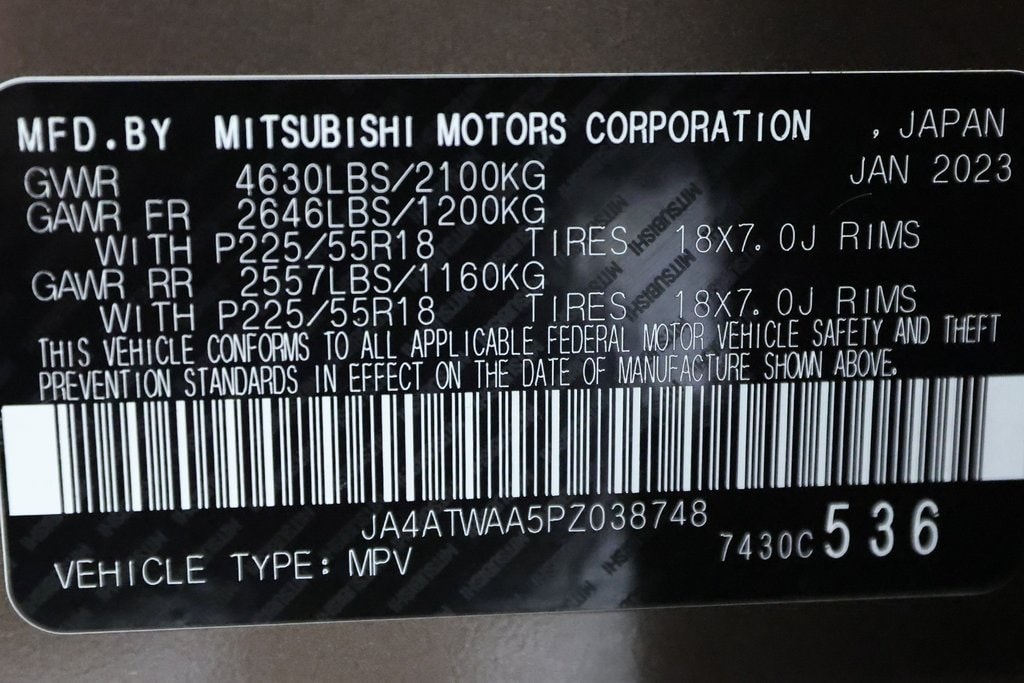 MFD.BY MITSUBISHI MOTORS CORPORATION , JAPAN
GVWR 4630LBS/2100KG JAN 2023
GAWR FR 2646LBS/1200KG
WITH P225/55R18 TIRES 18X7.0J RIMS
GAWR RR 2557LBS/1160KG
WITH P225/55R18 TIRES 18X7.0J RIMS
THIS VEHICLE CONFORMS TO ALL APPLICABLE FEDERAL MOTOR VEHICLE SAFETY AND THEFT
PREVENTION STANDARDS IN EFFECT ON THE DATE OF MANUFACTURE SHOWN ABOVE.
JA4ATWAA5PZ038748
7430C 536
VEHICLE TYPE: MPV